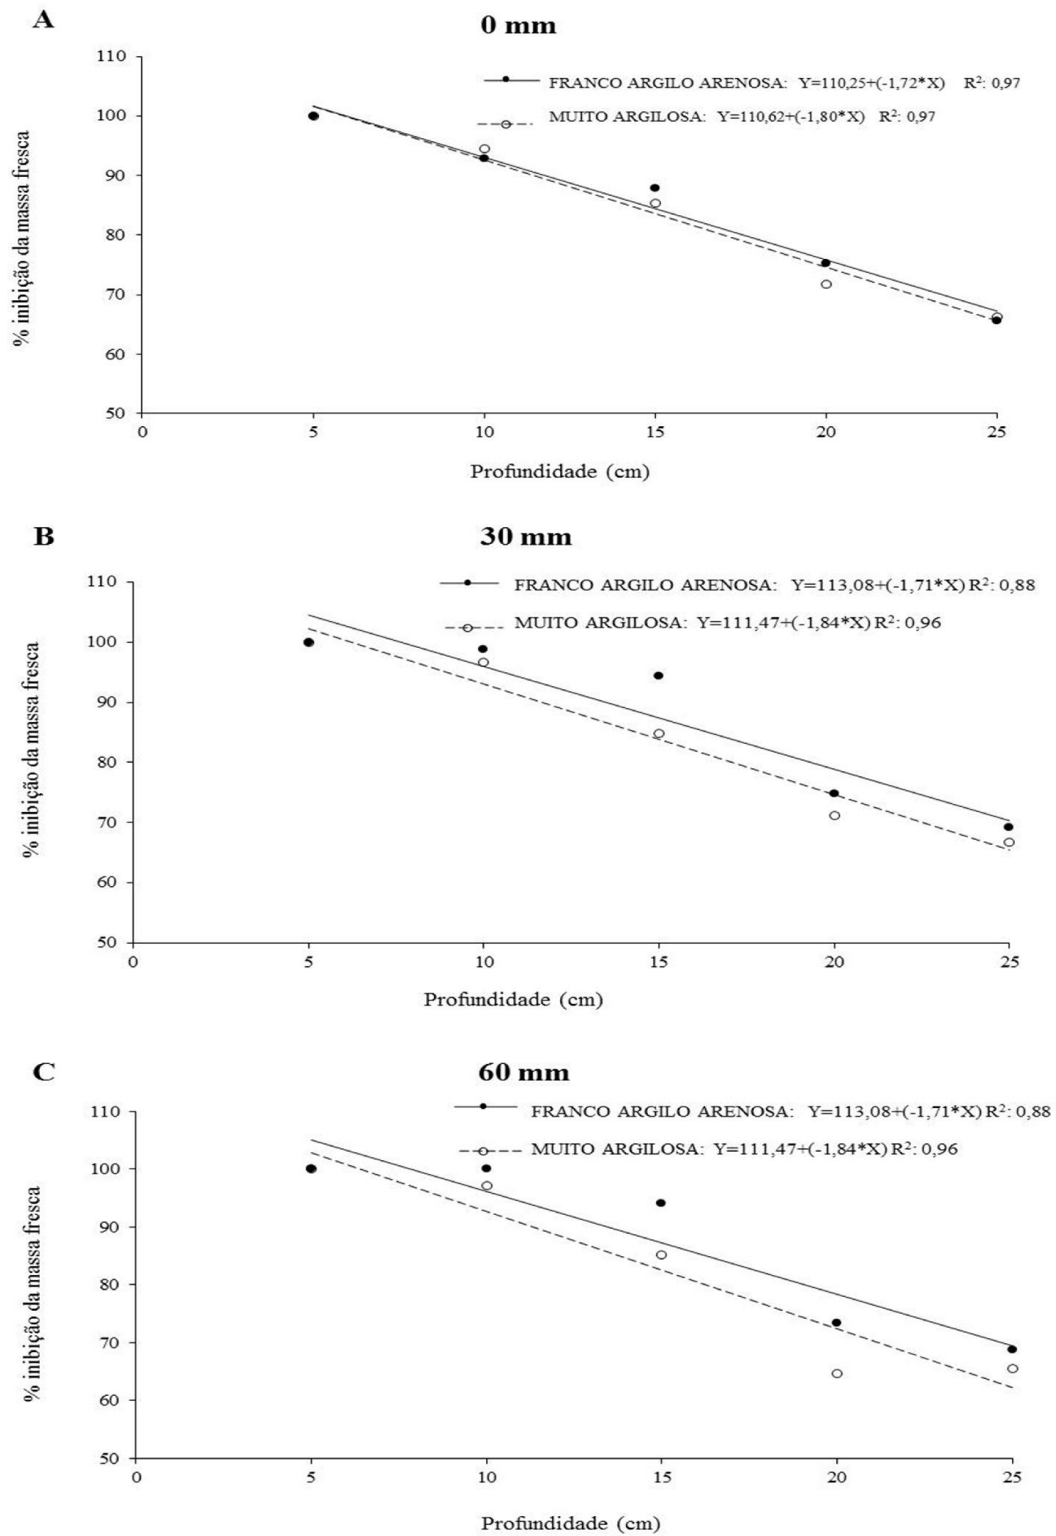 A
0 mm
FRANCO ARGILO ARENOSA: Y=110,25+(-1,72*X) R²: 0,97
MUITO ARGILOSA: Y=110,62+(-1,80*X) R²: 0,97
% inibição da massa fresca
110
100
90
80
70
60
50
0 5 10 15 20 25
Profundidade (cm)
B
30 mm
FRANCO ARGILO ARENOSA: Y=113,08+(-1,71*X) R²: 0,88
MUITO ARGILOSA: Y=111,47+(-1,84*X) R²: 0,96
% inibição da massa fresca
110
100
90
80
70
60
50
0 5 10 15 20 25
Profundidade (cm)
C
60 mm
FRANCO ARGILO ARENOSA: Y=113,08+(-1,71*X) R²: 0,88
MUITO ARGILOSA: Y=111,47+(-1,84*X) R²: 0,96
% inibição da massa fresca
110
100
90
80
70
60
50
0 5 10 15 20 25
Profundidade (cm)